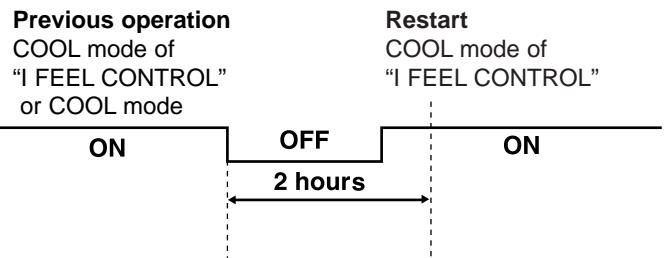 Previous operation
COOL mode of
“I FEEL CONTROL”
or COOL mode
Restart
COOL mode of
“I FEEL CONTROL”
ON
OFF
ON
2 hours